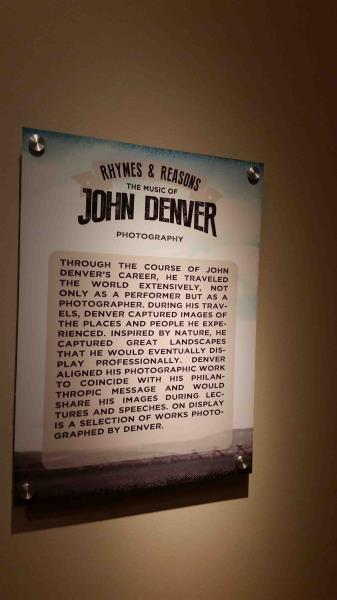 RHYMES & REASONS
THE MUSIC OF
JOHN DENVER
PHOTOGRAPHY
THROUGH THE COURSE OF JOHN
DENVER'S CAREER, HE TRAVELED
THE WORLD EXTENSIVELY, NOT
ONLY AS A PERFORMER BUT AS A
PHOTOGRAPHER. DURING HIS TRAV-
ELS, DENVER CAPTURED IMAGES OF
THE PLACES AND PEOPLE HE EXPE-
RIENCED. INSPIRED BY NATURE, HE
CAPTURED GREAT LANDSCAPES
THAT HE WOULD EVENTUALLY DIS-
PLAY PROFESSIONALLY. DENVER
ALIGNED HIS PHOTOGRAPHIC WORK
TO COINCIDE WITH HIS PHILAN-
THROPIC MESSAGE AND WOULD
SHARE HIS IMAGES DURING LEC-
TURES AND SPEECHES. ON DISPLAY
IS A SELECTION OF WORKS PHOTO-
GRAPHED BY DENVER.